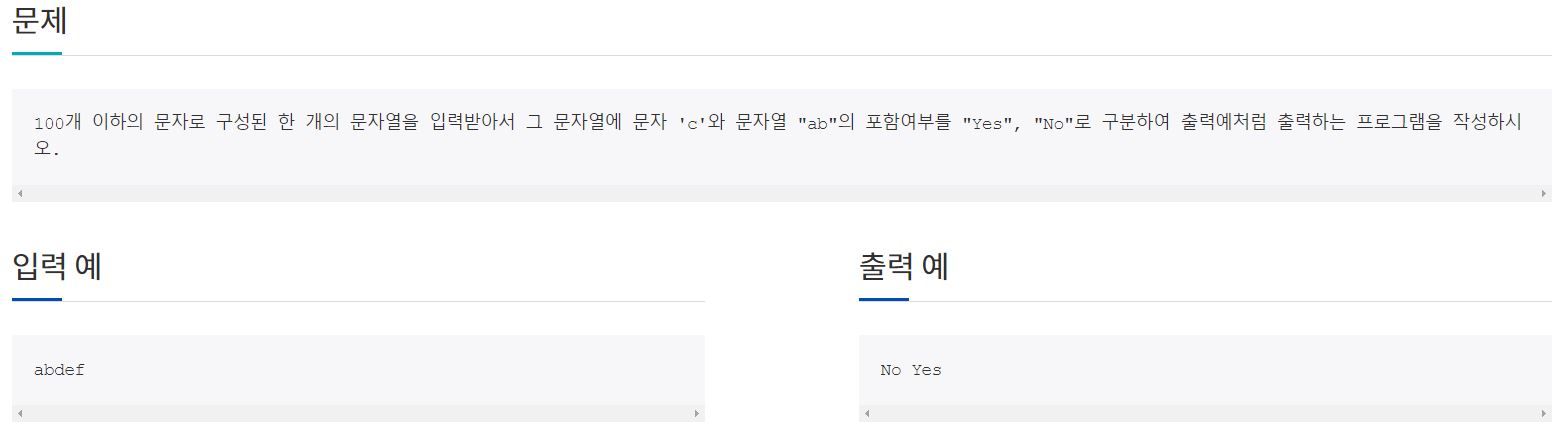 문제
100개 이하의 문자로 구성된 한 개의 문자열을 입력받아서 그 문자열에 문자 'c'와 문자열 "ab"의 포함여부를 "Yes", "No"로 구분하여 출력예처럼 출력하는 프로그램을 작성하시
오.
입력 예
abdef
출력 예
No Yes